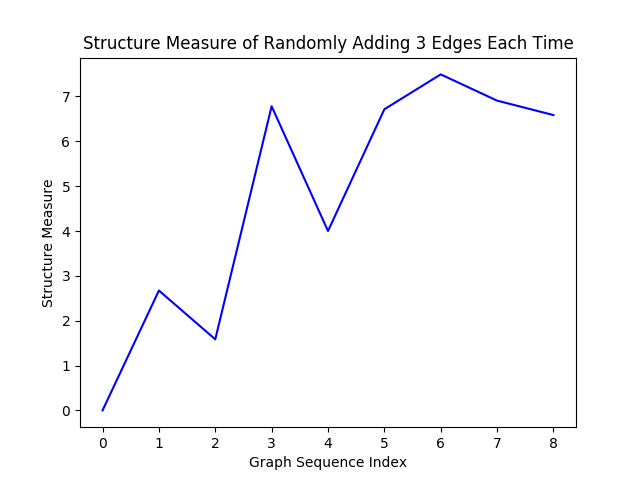 Structure Measure of Randomly Adding 3 Edges Each Time
Structure Measure
7
6
5
4
3
2
1
0
0 1 2 3 4 5 6 7 8
Graph Sequence Index